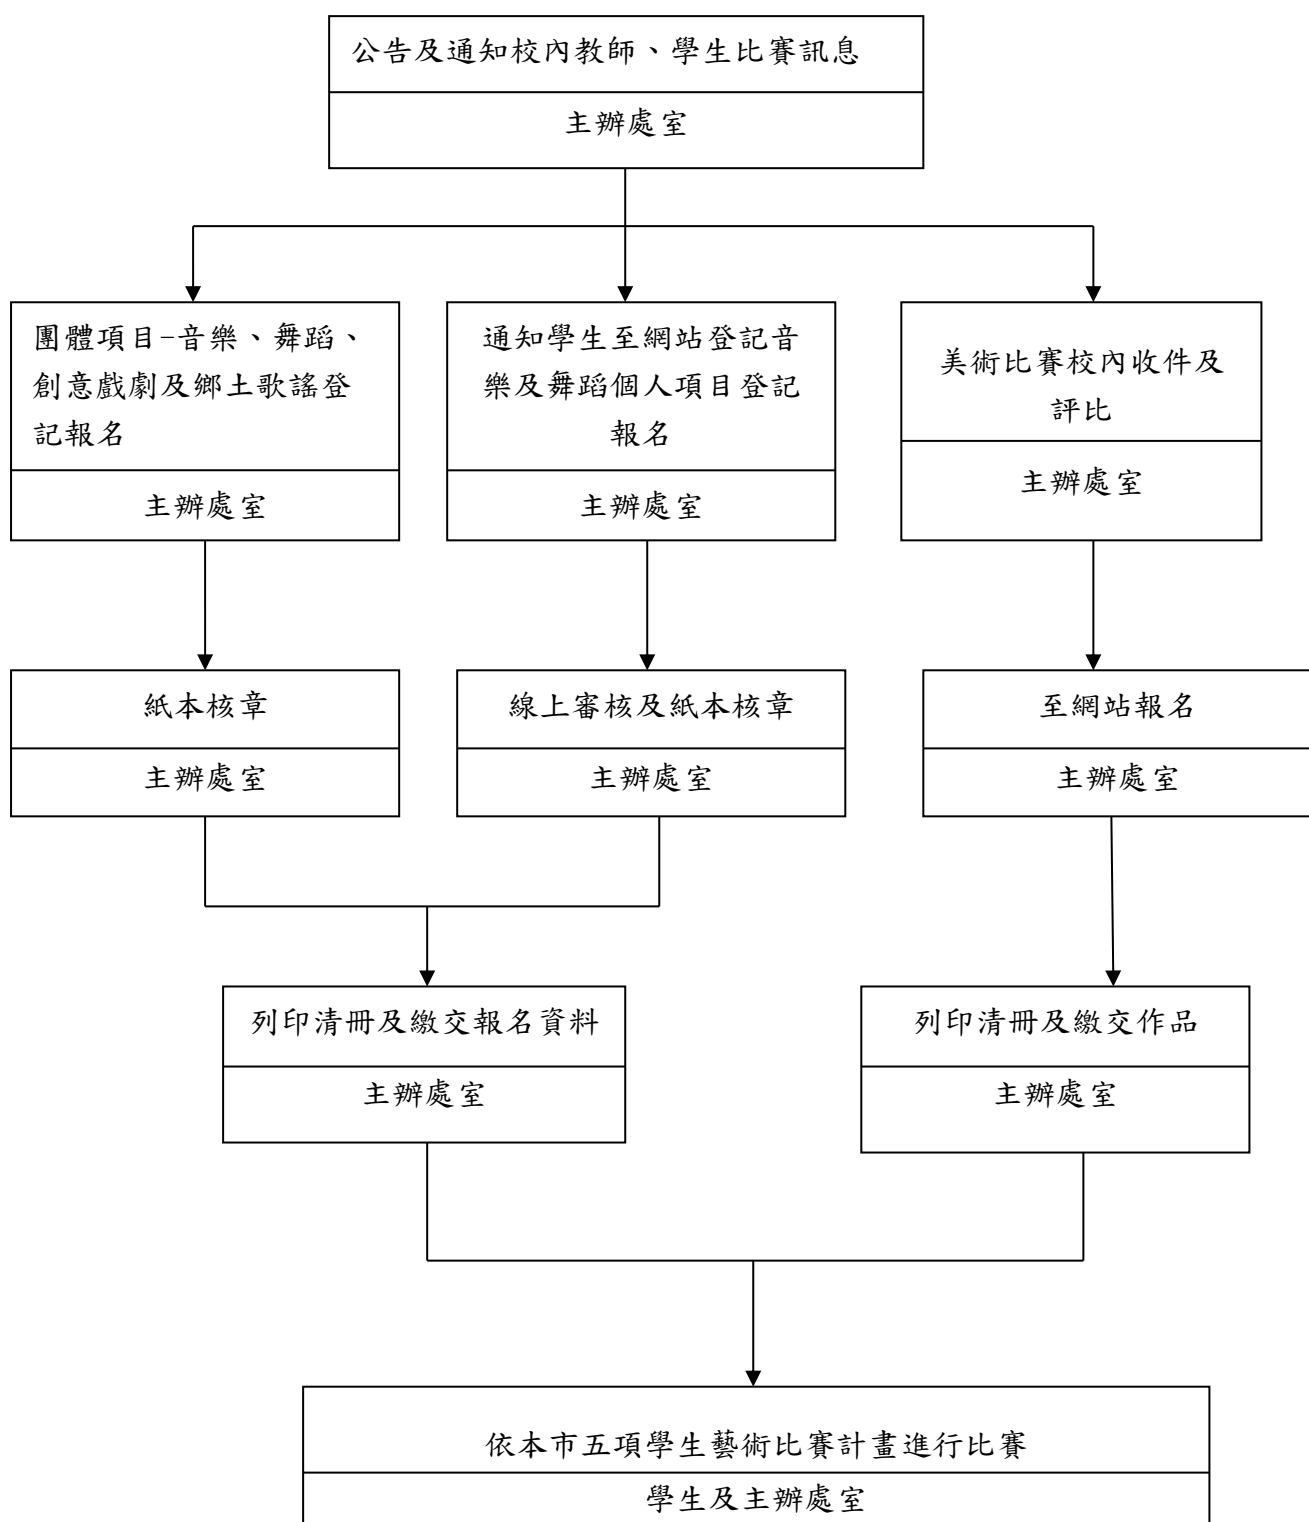 公告及通知校內教師、學生比賽訊息
主辦處室
團體項目-音樂、舞蹈、
創意戲劇及鄉土歌謠登
記報名
主辦處室
通知學生至網站登記音
樂及舞蹈個人項目登記
報名
主辦處室
美術比賽校內收件及
評比
主辦處室
紙本核章
主辦處室
線上審核及紙本核章
主辦處室
至網站報名
主辦處室
列印清冊及繳交報名資料
主辦處室
列印清冊及繳交作品
主辦處室
依本市五項學生藝術比賽計畫進行比賽
學生及主辦處室